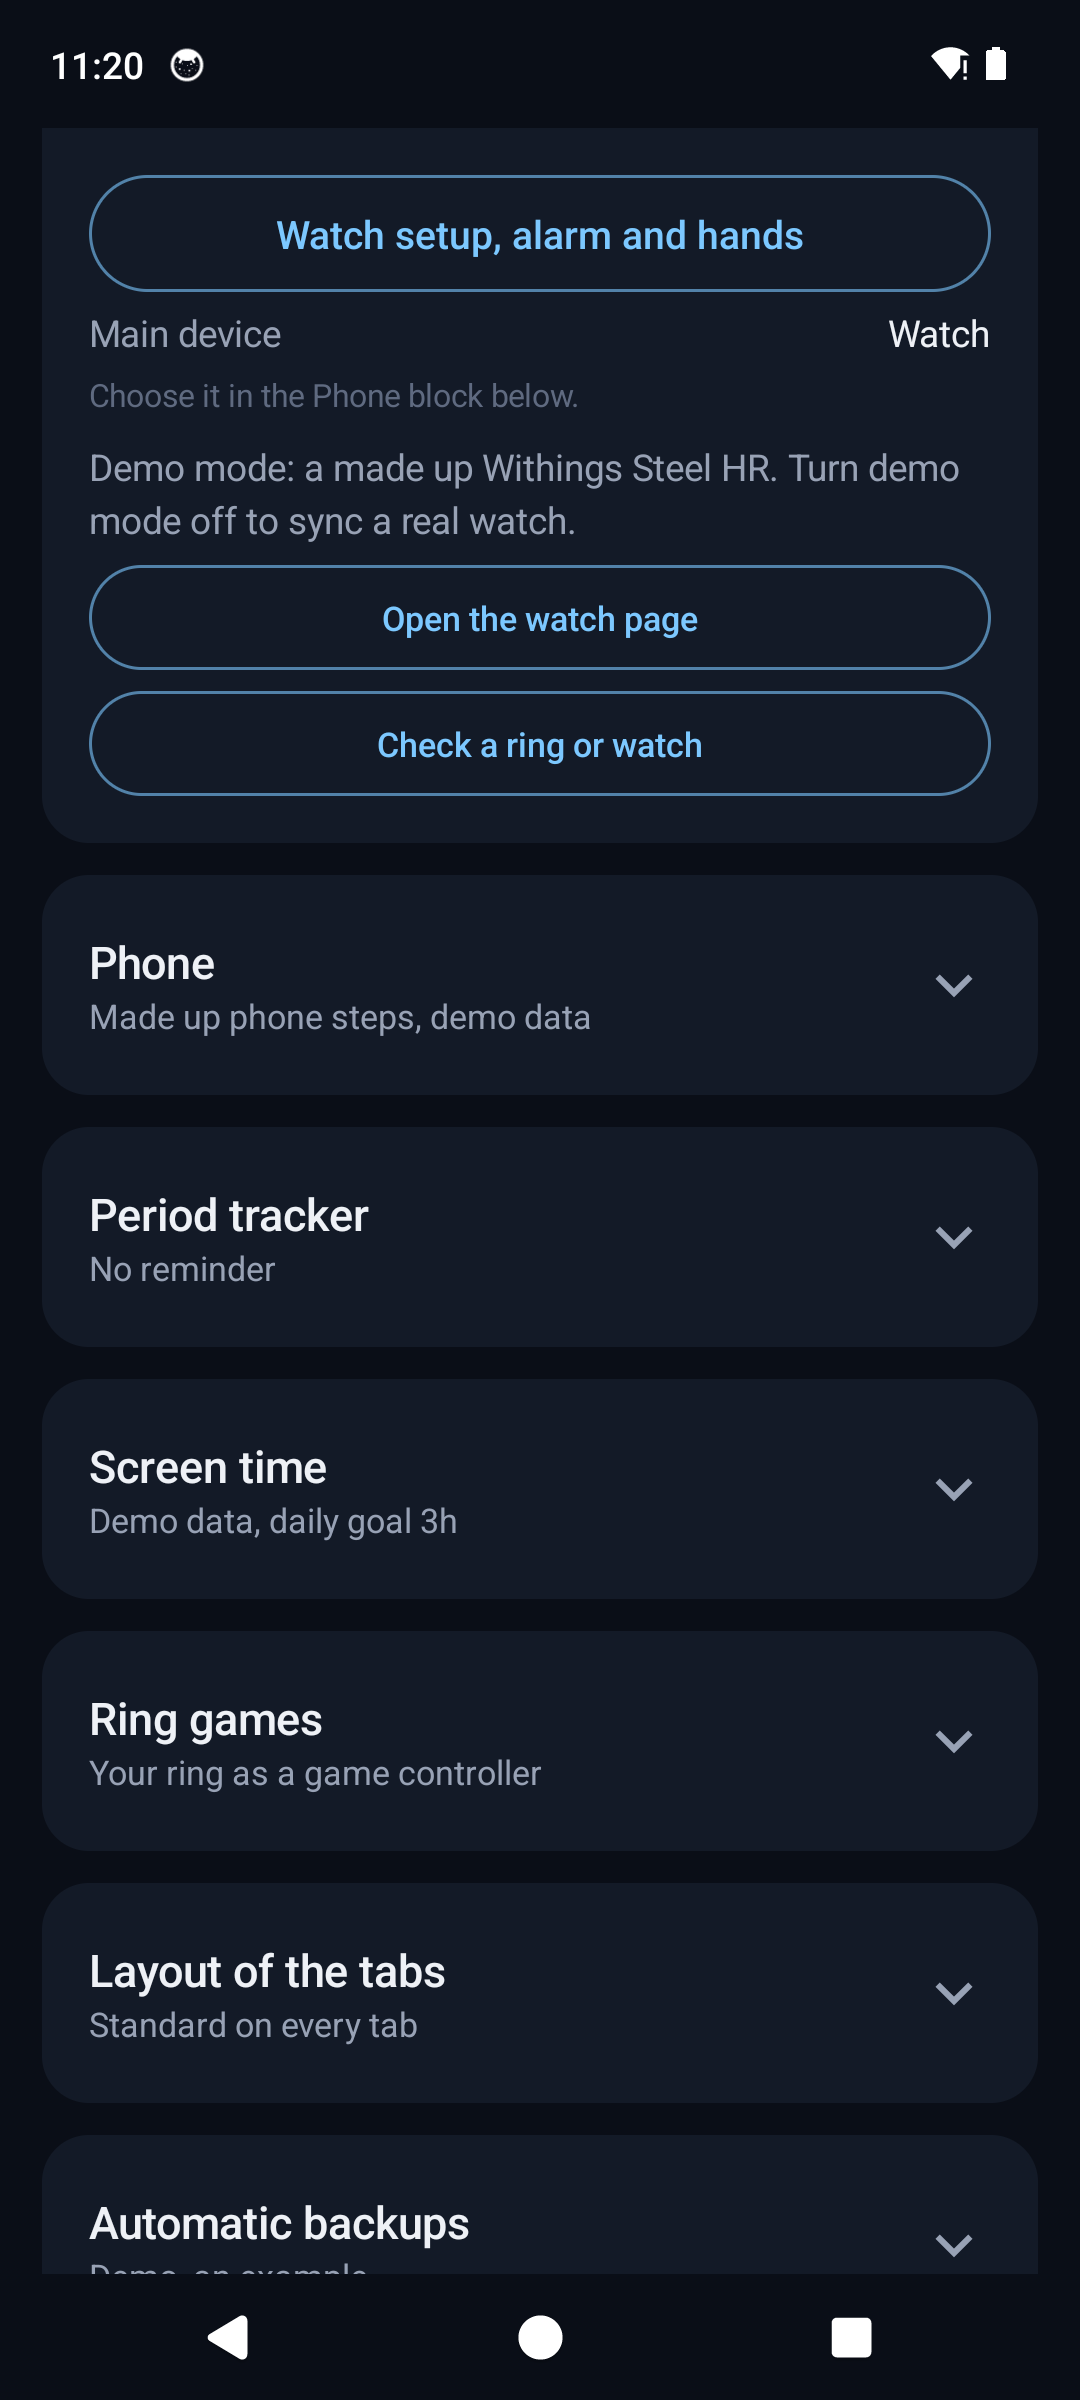 11:20
Watch setup, alarm and hands
Main device
Watch
Choose it in the Phone block below.
Demo mode: a made up Withings Steel HR. Turn demo
mode off to sync a real watch.
Open the watch page
Check a ring or watch
Phone
Made up phone steps, demo data
Period tracker
No reminder
Screen time
Demo data, daily goal 3h
Ring games
Your ring as a game controller
Layout of the tabs
Standard on every tab
Automatic backups